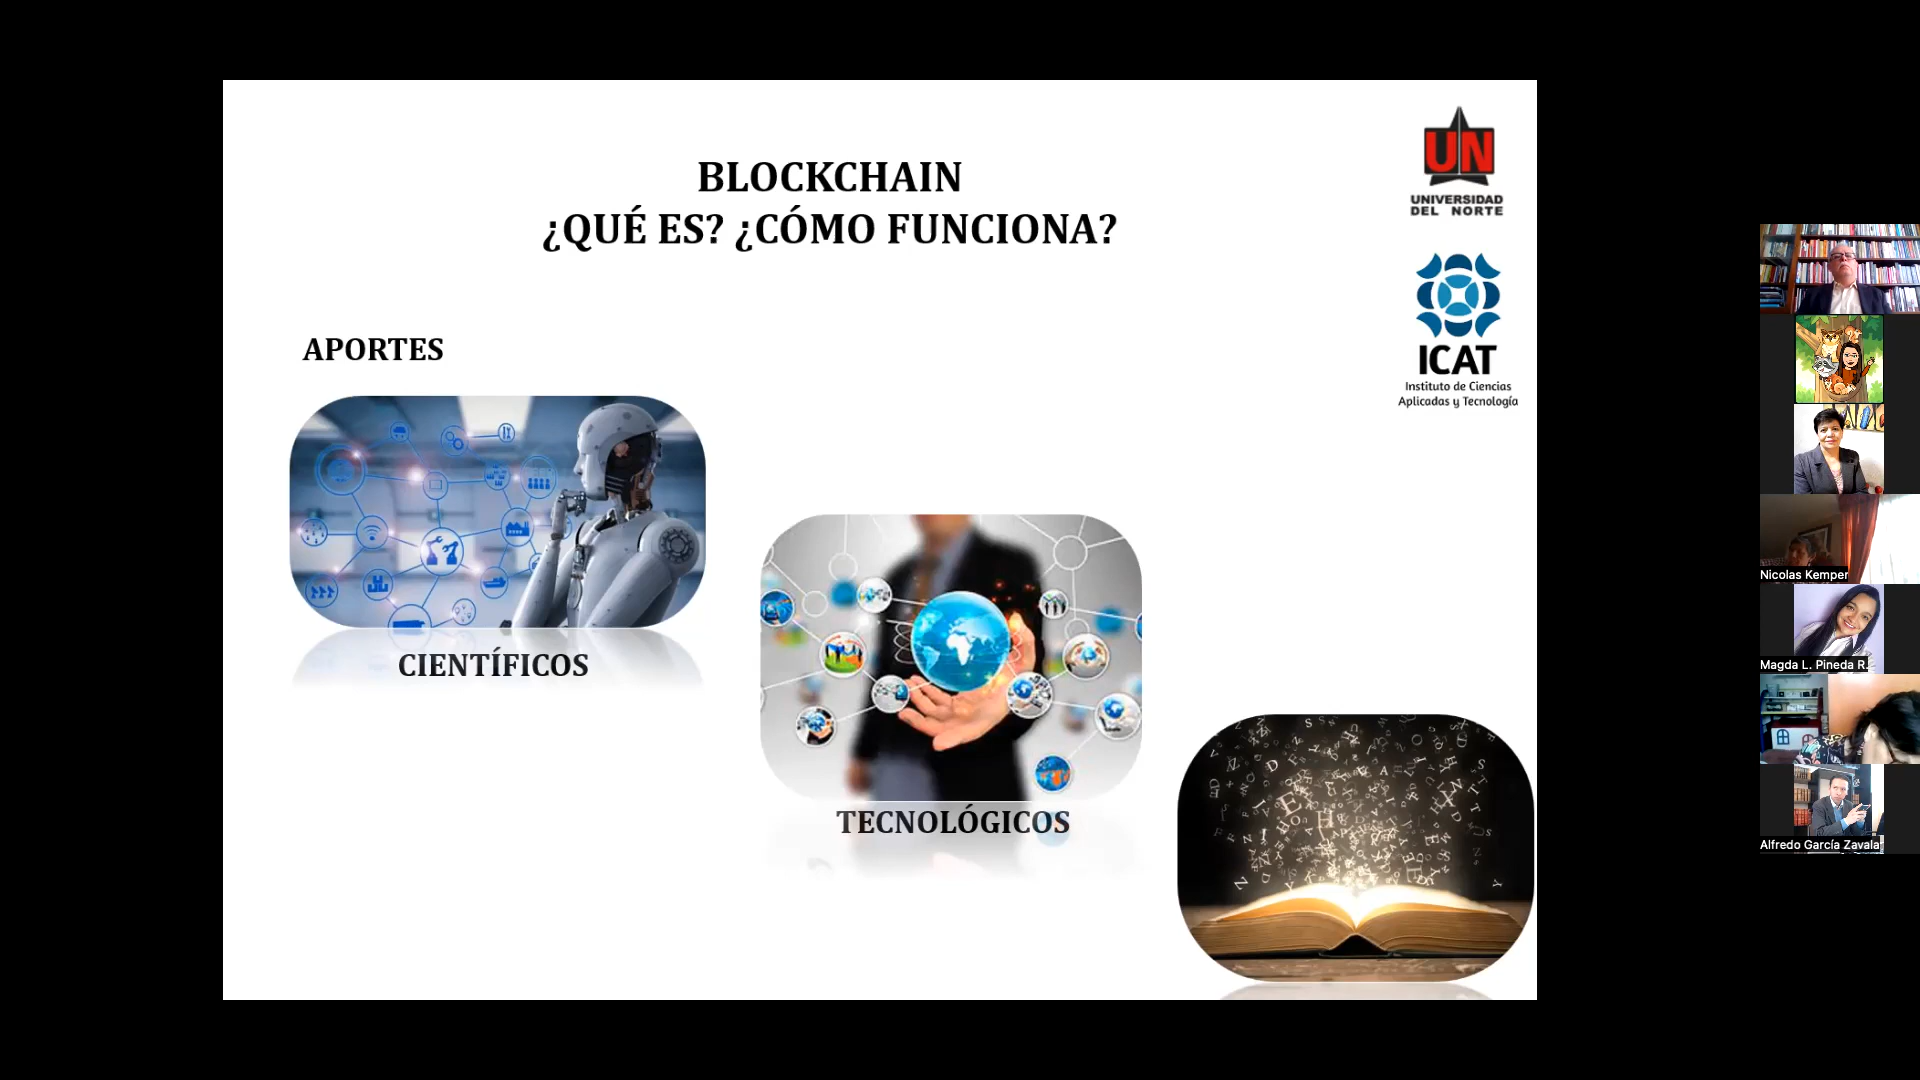 BLOCKCHAIN
¿QUÉ ES? ¿CÓMO FUNCIONA?
UN
UNIVERSIDAD
DEL NORTE
ICAT
Instituto de Ciencias
Aplicadas y Tecnología
APORTES
CIENTÍFICOS
TECNOLÓGICOS
Nicolas Kemper
Magda L. Pineda R.
Alfredo García Zavala